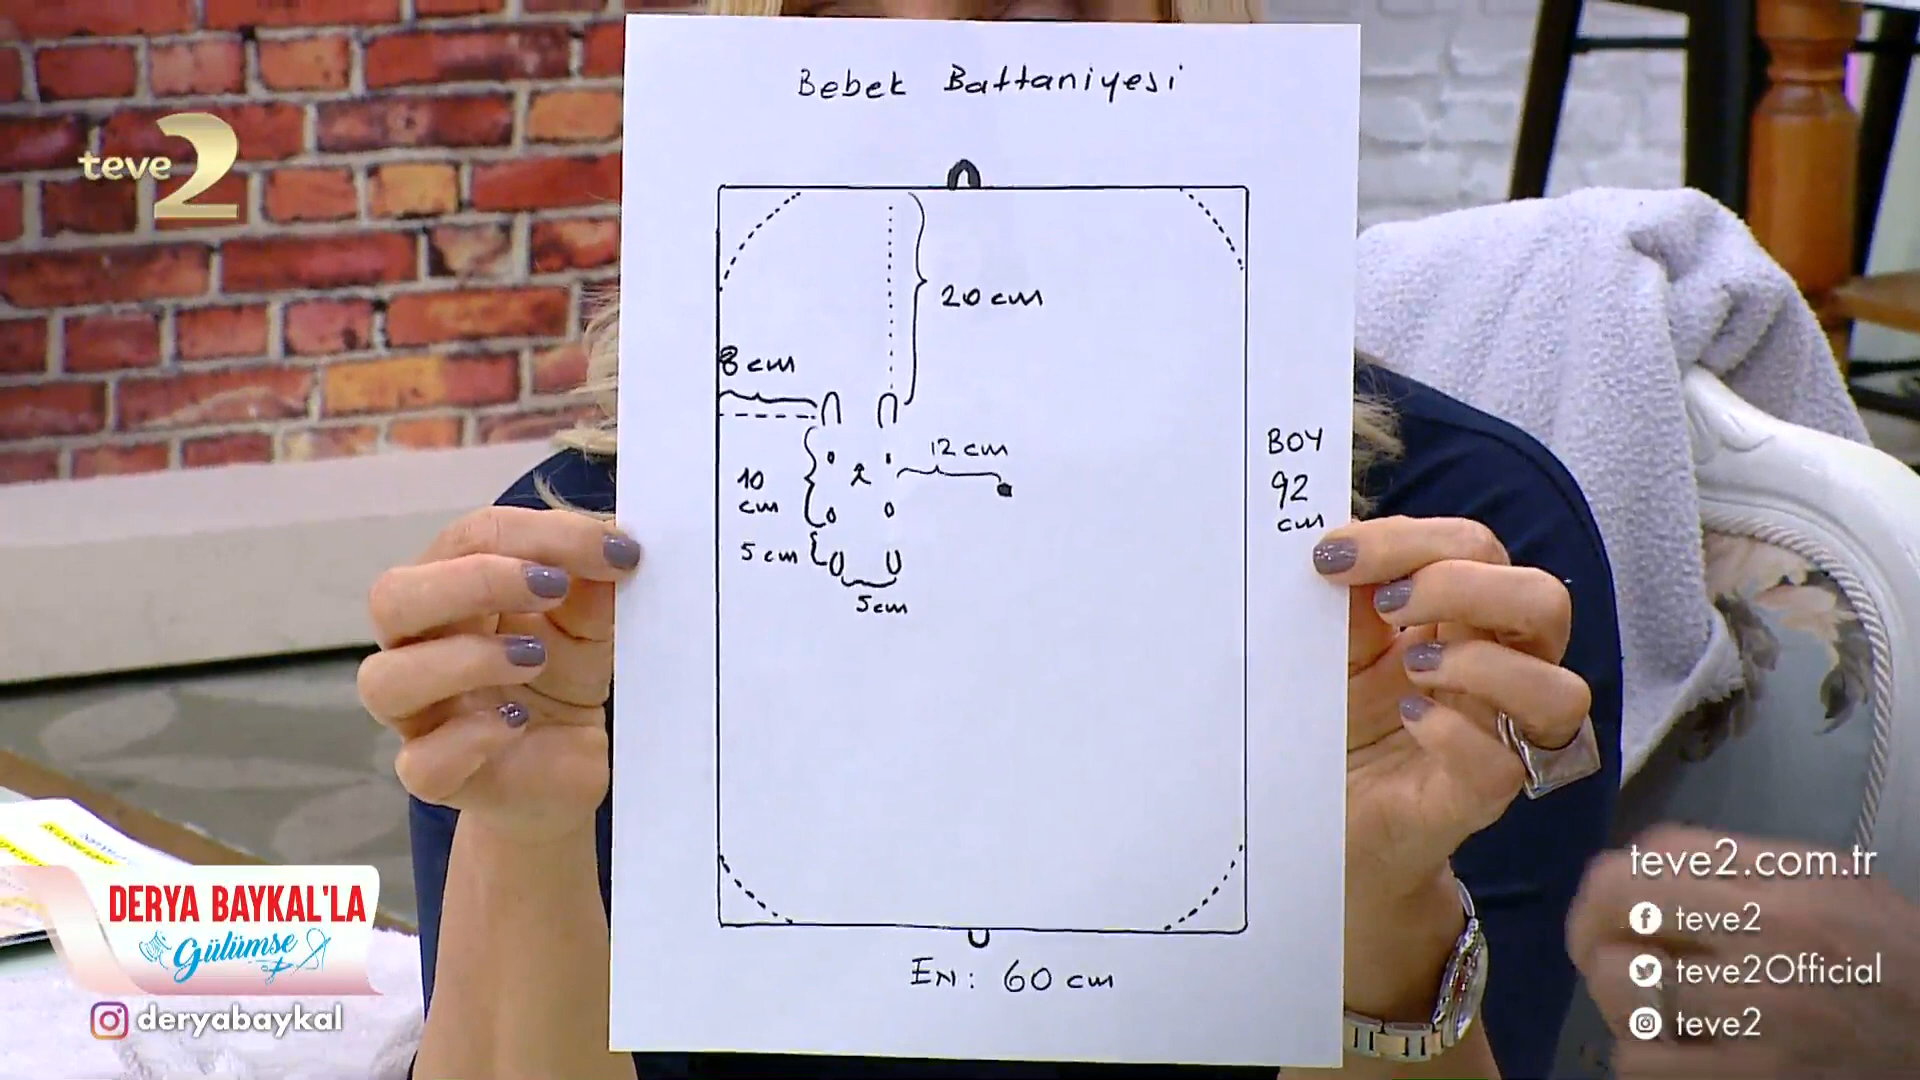 Bebek Battaniyesi
teve2
20 cm
8 cm
12 cm
10
cm
5 cm
5cm
BOY
92
cm
EN: 60 cm
DERYA BAYKAL'LA
Gülümse
deryabaykal
teve2.com.tr
teve2
teve2Official
teve2